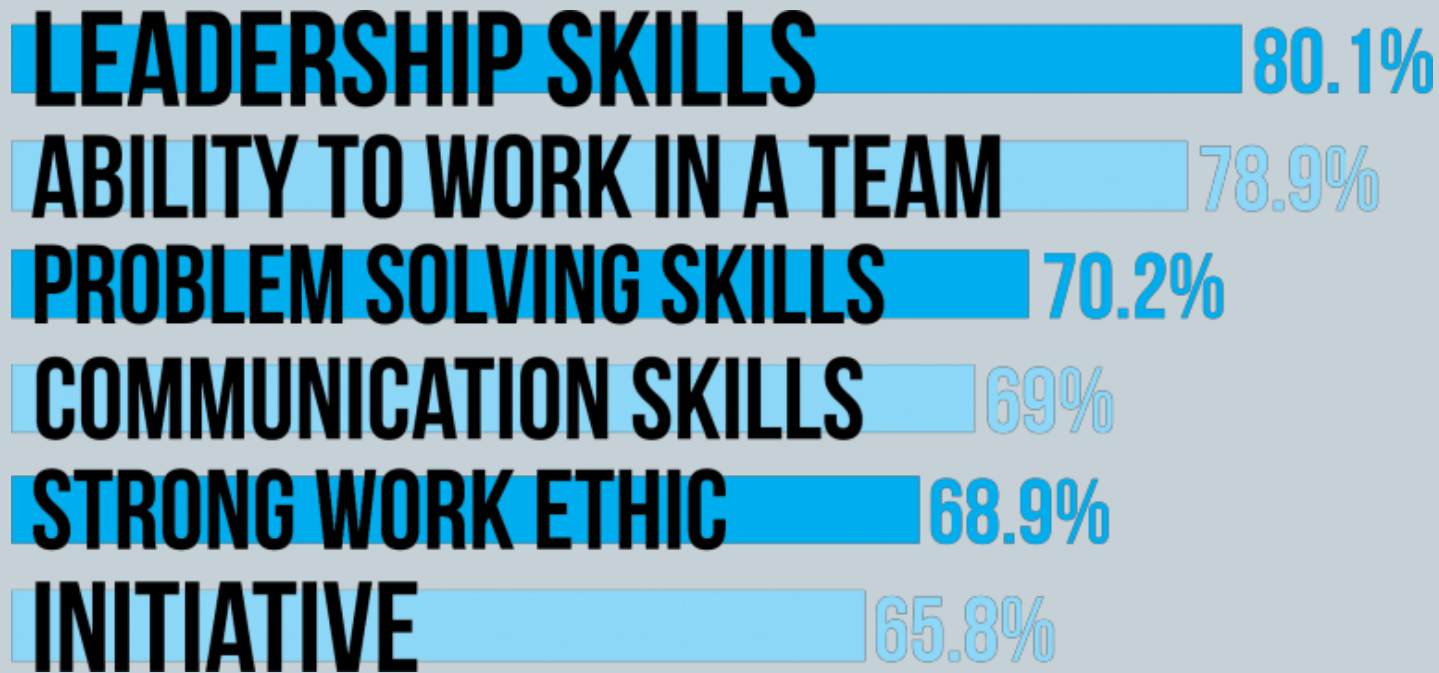 LEADERSHIP SKILLS 80.1%
ABILITY TO WORK IN A TEAM 78.9%
PROBLEM SOLVING SKILLS 70.2%
COMMUNICATION SKILLS 69%
STRONG WORK ETHIC 68.9%
INITIATIVE 65.8%